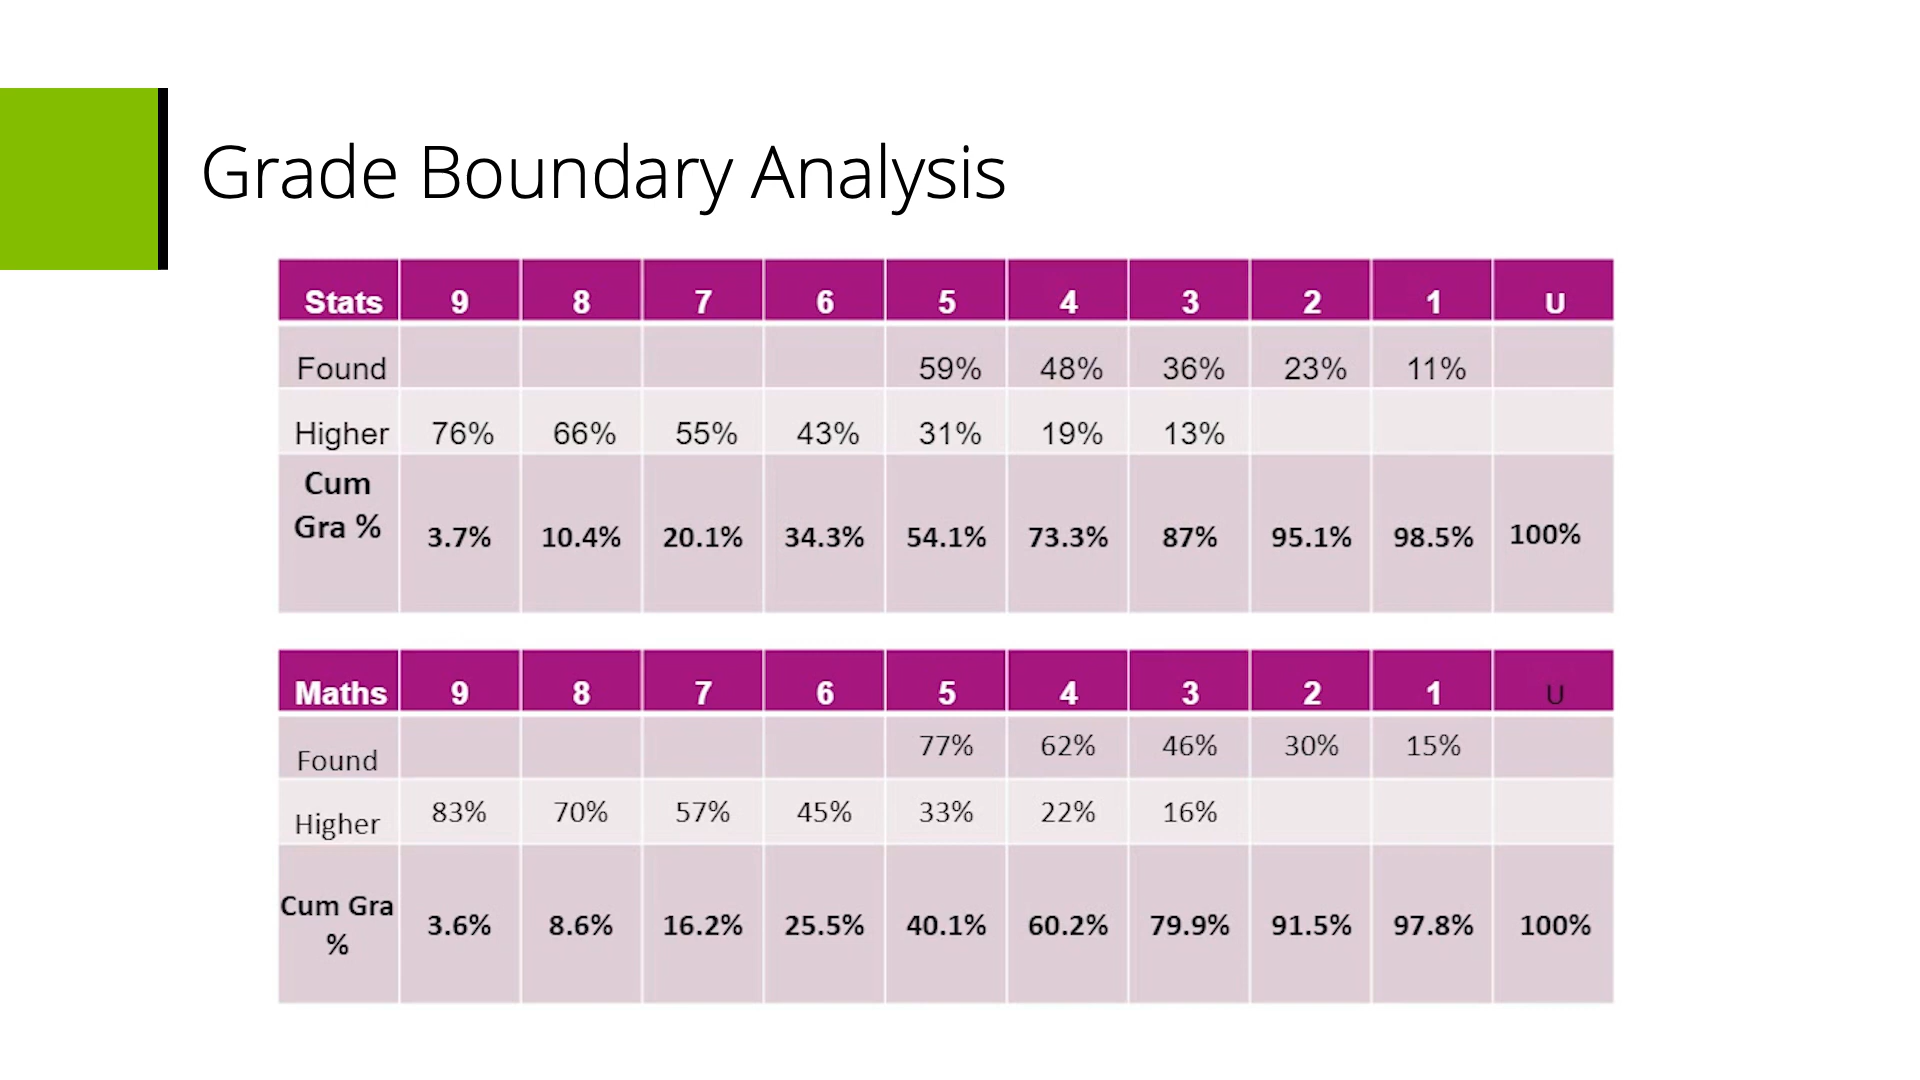 Grade Boundary Analysis
Stats 9 8 7 6 5 4 3 2 1 U
Found 59% 48% 36% 23% 11%
Higher 76% 66% 55% 43% 31% 19% 13%
Cum
Gra % 3.7% 10.4% 20.1% 34.3% 54.1% 73.3% 87% 95.1% 98.5% 100%
Maths 9 8 7 6 5 4 3 2 1 U
Found 77% 62% 46% 30% 15%
Higher 83% 70% 57% 45% 33% 22% 16%
Cum Gra
% 3.6% 8.6% 16.2% 25.5% 40.1% 60.2% 79.9% 91.5% 97.8% 100%